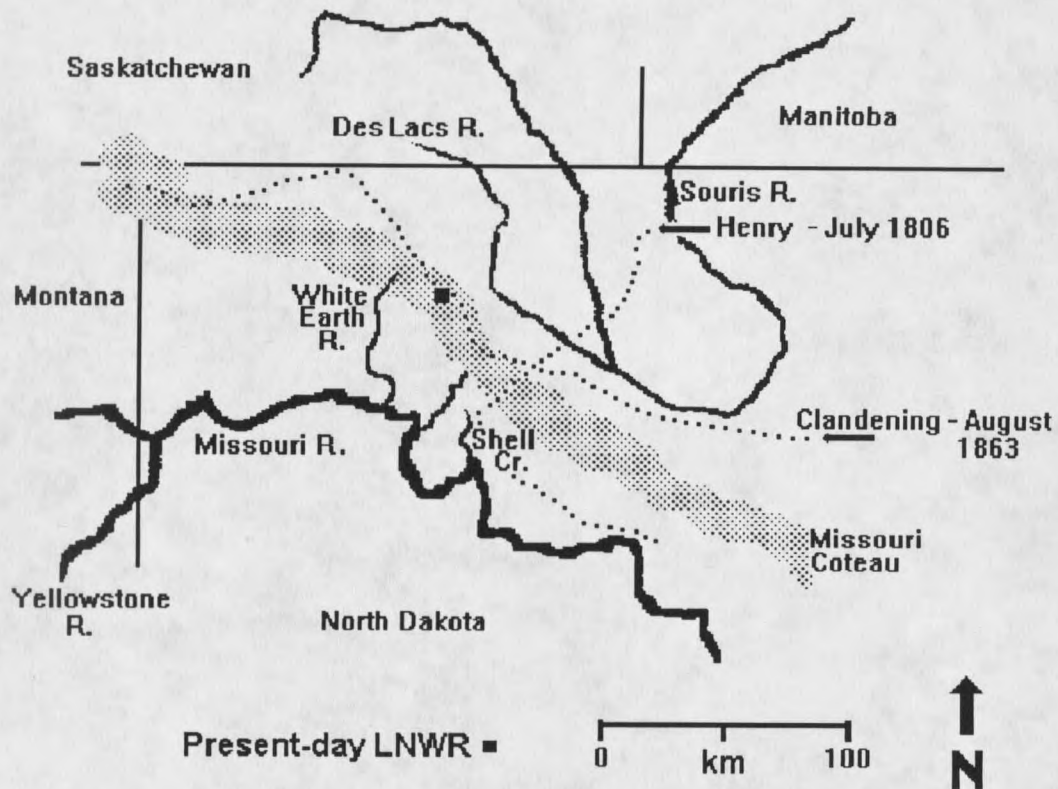 Saskatchewan
Manitoba
Des Lacs R.
Souris R.
Henry - July 1806
Montana
White
Earth
R.
Clandening - August
1863
Missouri R.
Shell
Cr.
Missouri
Coteau
Yellowstone
R.
North Dakota
Present-day LNWR
0 km 100
N